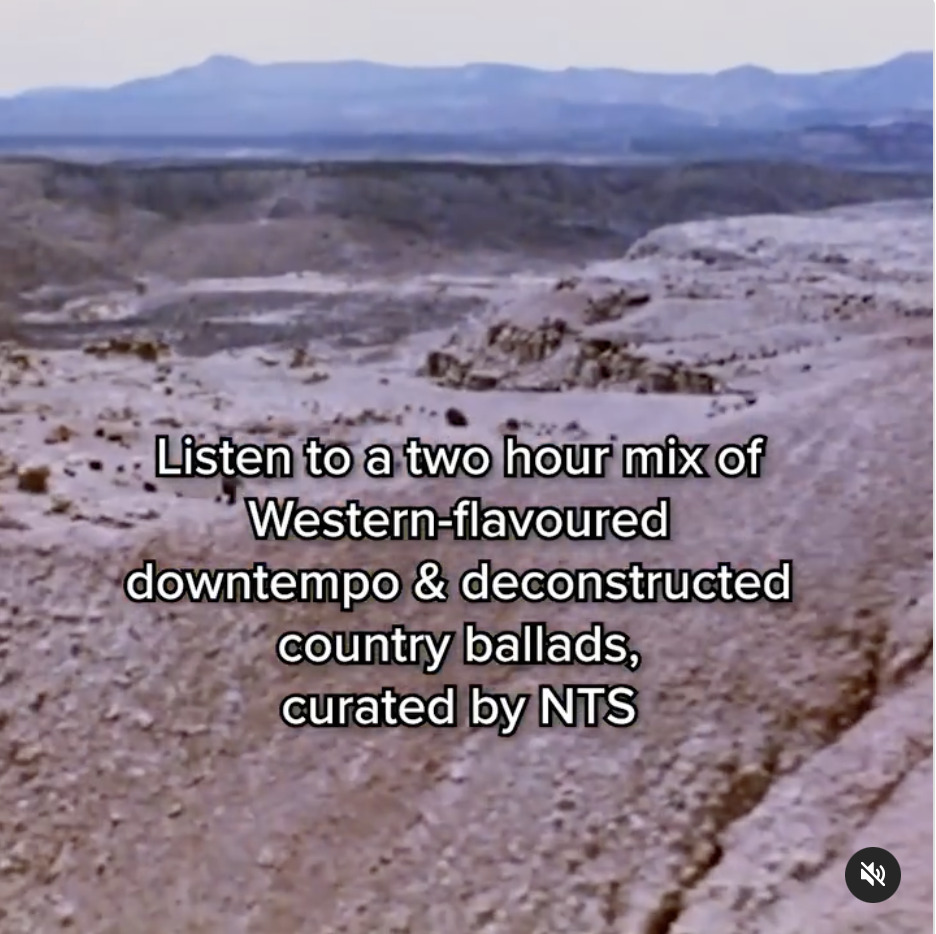 Listen to a two hour mix of
Western-flavoured
downtempo & deconstructed
country ballads,
curated by NTS